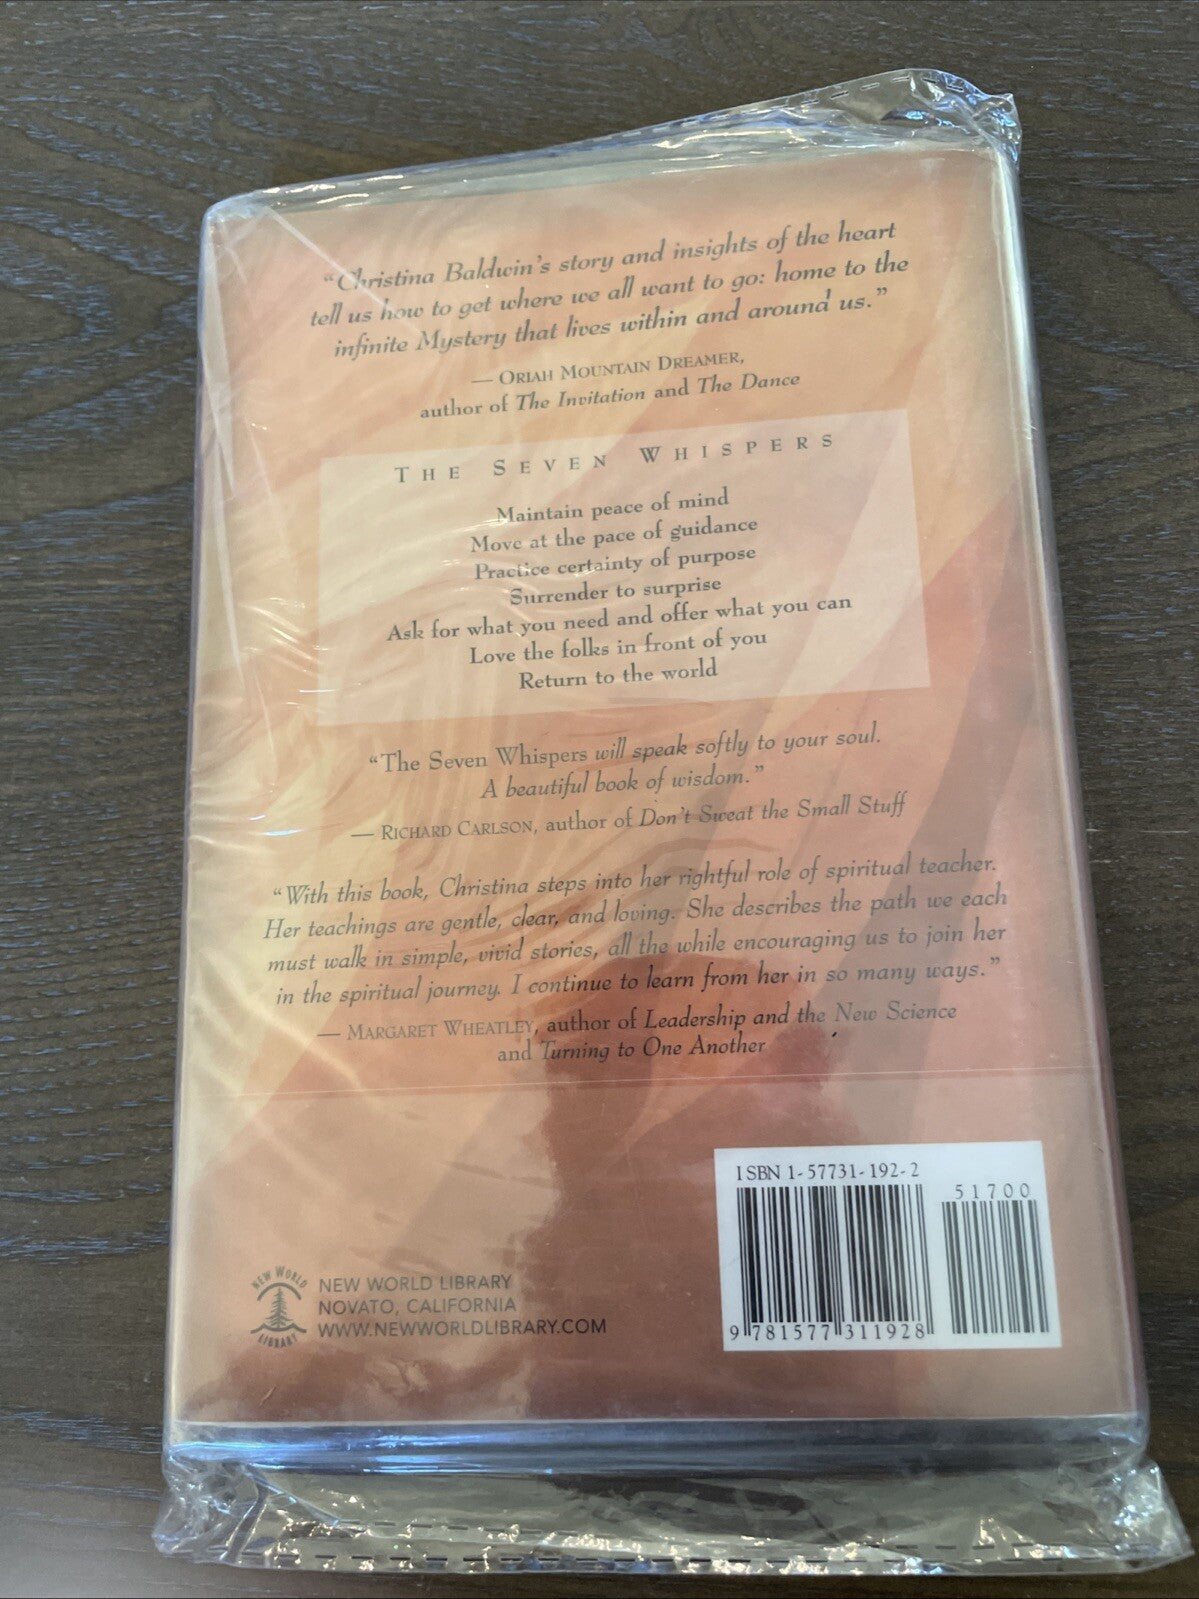 “Christina Baldwin’s story and insights of the heart
tell us how to get where we all want to go: home to the
infinite Mystery that lives within and around us.”
— ORIAH MOUNTAIN DREAMER,
author of The Invitation and The Dance
THE SEVEN WHISPERS
Maintain peace of mind
Move at the pace of guidance
Practice certainty of purpose
Surrender to surprise
Ask for what you need and offer what you can
Love the folks in front of you
Return to the world
“The Seven Whispers will speak softly to your soul.
A beautiful book of wisdom.”
— RICHARD CARLSON, author of Don’t Sweat the Small Stuff
“With this book, Christina steps into her rightful role of spiritual teacher.
Her teachings are gentle, clear, and loving. She describes the path we each
must walk in simple, vivid stories, all the while encouraging us to join her
in the spiritual journey. I continue to learn from her in so many ways.”
— MARGARET WHEATLEY, author of Leadership and the New Science
and Turning to One Another
ISBN 1-57731-192-2
51700
9 781577 311928
NEW WORLD
LIBRARY
NEW WORLD LIBRARY
NOVATO, CALIFORNIA
WWW.NEWWORLDLIBRARY.COM